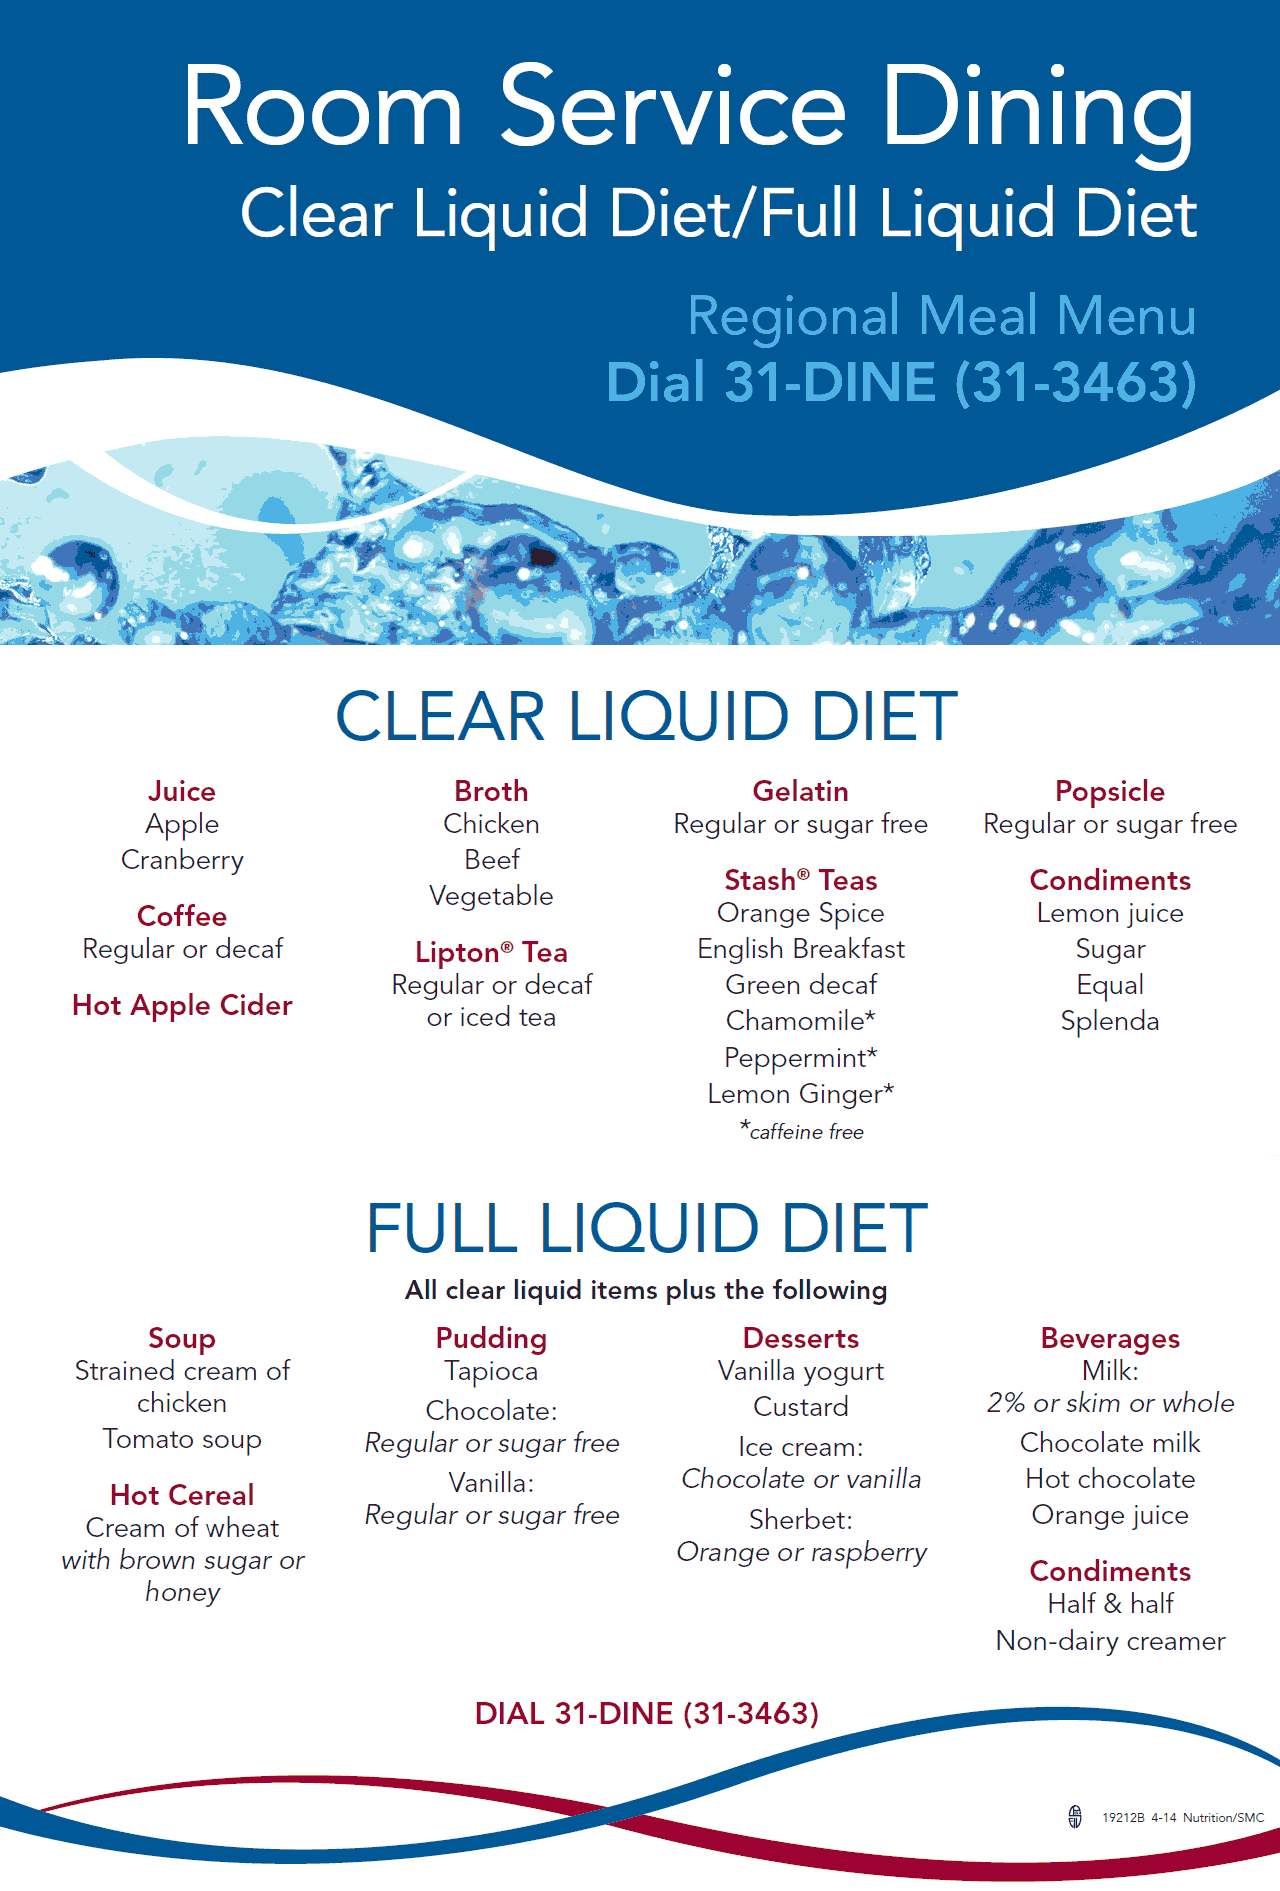 Room Service Dining
Clear Liquid Diet/Full Liquid Diet
Regional Meal Menu
Dial 31-DINE (31-3463)
CLEAR LIQUID DIET
Juice
Apple
Cranberry
Coffee
Regular or decaf
Hot Apple Cider
Broth
Chicken
Beef
Vegetable
Lipton® Tea
Regular or decaf
or iced tea
Gelatin
Regular or sugar free
Stash® Teas
Orange Spice
English Breakfast
Green decaf
Chamomile*
Peppermint*
Lemon Ginger*
*caffeine free
Popsicle
Regular or sugar free
Condiments
Lemon juice
Sugar
Equal
Splenda
FULL LIQUID DIET
All clear liquid items plus the following
Soup
Strained cream of
chicken
Tomato soup
Hot Cereal
Cream of wheat
with brown sugar or
honey
Pudding
Tapioca
Chocolate:
Regular or sugar free
Vanilla:
Regular or sugar free
Desserts
Vanilla yogurt
Custard
Ice cream:
Chocolate or vanilla
Sherbet:
Orange or raspberry
Beverages
Milk:
2% or skim or whole
Chocolate milk
Hot chocolate
Orange juice
Condiments
Half & half
Non-dairy creamer
DIAL 31-DINE (31-3463)
19212B 4-14 Nutrition/SMC